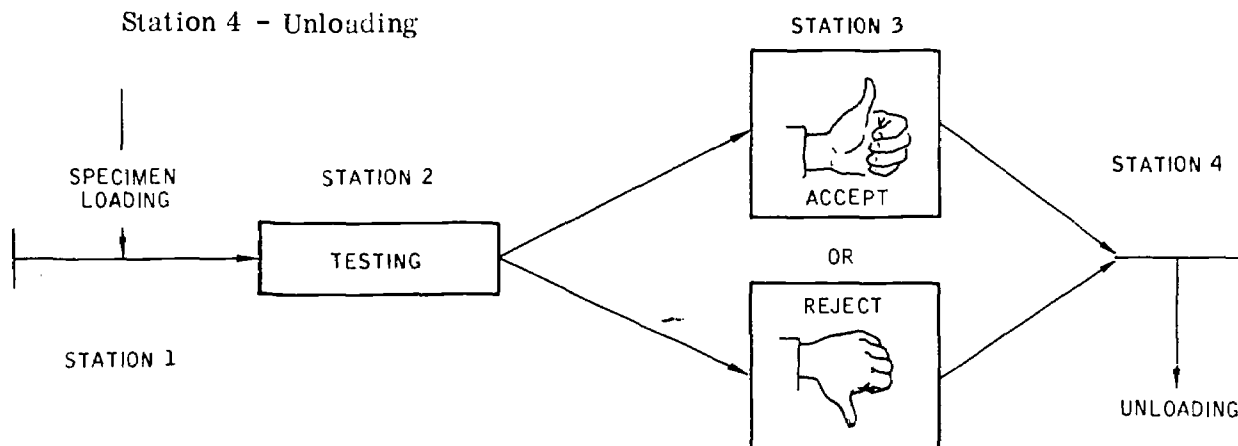 Station 4 - Unloading
STATION 3
SPECIMEN
LOADING
STATION 2
ACCEPT
STATION 4
TESTING
OR
REJECT
STATION 1
UNLOADING